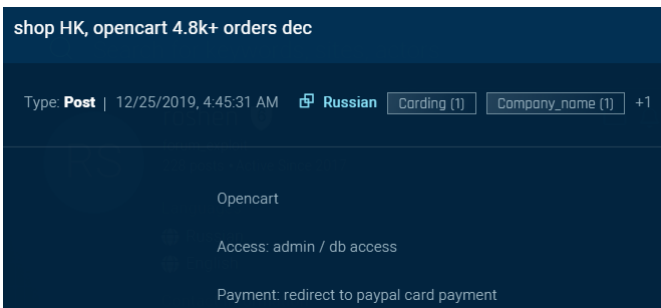 shop HK, opencart 4.8k+ orders dec
Type: Post | 12/25/2019, 4:45:31 AM Russian Carding (1) Company_name (1) +1
Opencart
Access: admin / db access
Payment: redirect to paypal card payment